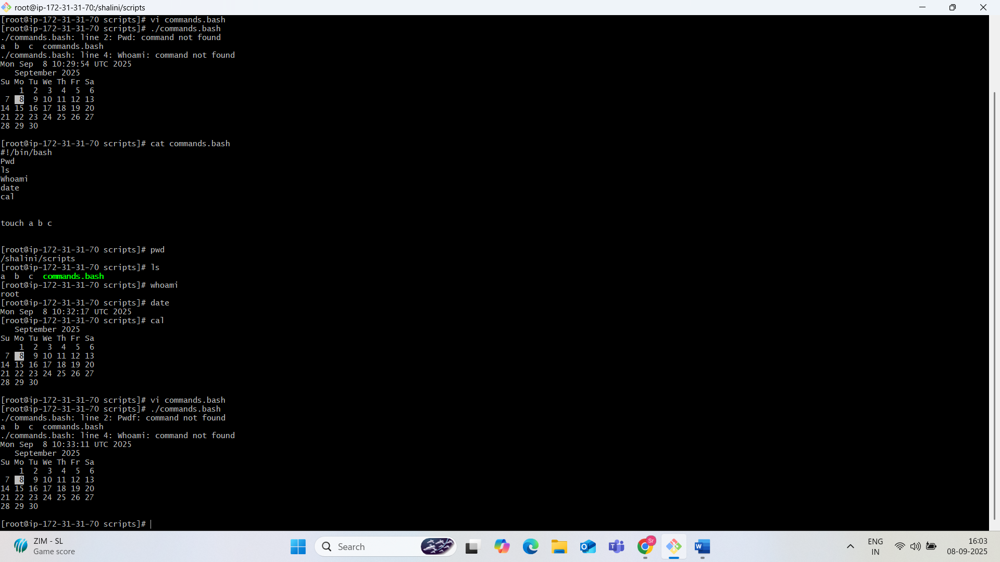 root@ip-172-31-31-70:/shalini/scripts
[root@ip-172-31-31-70 scripts]# vi commands.bash
[root@ip-172-31-31-70 scripts]# ./commands.bash
./commands.bash: line 2: Pwd: command not found
a  b  c  commands.bash
./commands.bash: line 4: Whoami: command not found
Mon Sep  8 10:29:54 UTC 2025
   September 2025
Su Mo Tu We Th Fr Sa
    1  2  3  4  5  6
 7  8  9 10 11 12 13
14 15 16 17 18 19 20
21 22 23 24 25 26 27
28 29 30
[root@ip-172-31-31-70 scripts]# cat commands.bash
#!/bin/bash
Pwd
ls
Whoami
date
cal
touch a b c
[root@ip-172-31-31-70 scripts]# pwd
/shalini/scripts
[root@ip-172-31-31-70 scripts]# ls
a  b  c  commands.bash
[root@ip-172-31-31-70 scripts]# whoami
root
[root@ip-172-31-31-70 scripts]# date
Mon Sep  8 10:32:17 UTC 2025
[root@ip-172-31-31-70 scripts]# cal
   September 2025
Su Mo Tu We Th Fr Sa
    1  2  3  4  5  6
 7  8  9 10 11 12 13
14 15 16 17 18 19 20
21 22 23 24 25 26 27
28 29 30
[root@ip-172-31-31-70 scripts]# vi commands.bash
[root@ip-172-31-31-70 scripts]# ./commands.bash
./commands.bash: line 2: Pwdf: command not found
a  b  c  commands.bash
./commands.bash: line 4: Whoami: command not found
Mon Sep  8 10:33:11 UTC 2025
   September 2025
Su Mo Tu We Th Fr Sa
    1  2  3  4  5  6
 7  8  9 10 11 12 13
14 15 16 17 18 19 20
21 22 23 24 25 26 27
28 29 30
[root@ip-172-31-31-70 scripts]#
ZIM - SL
Game score
Search
Sr
ENG
IN
16:03
08-09-2025